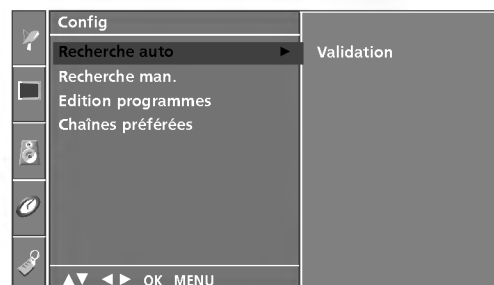 Config
Recherche auto ► Validation
Recherche man.
Edition programmes
Chaînes préférées
▲▼ ◄► OK MENU